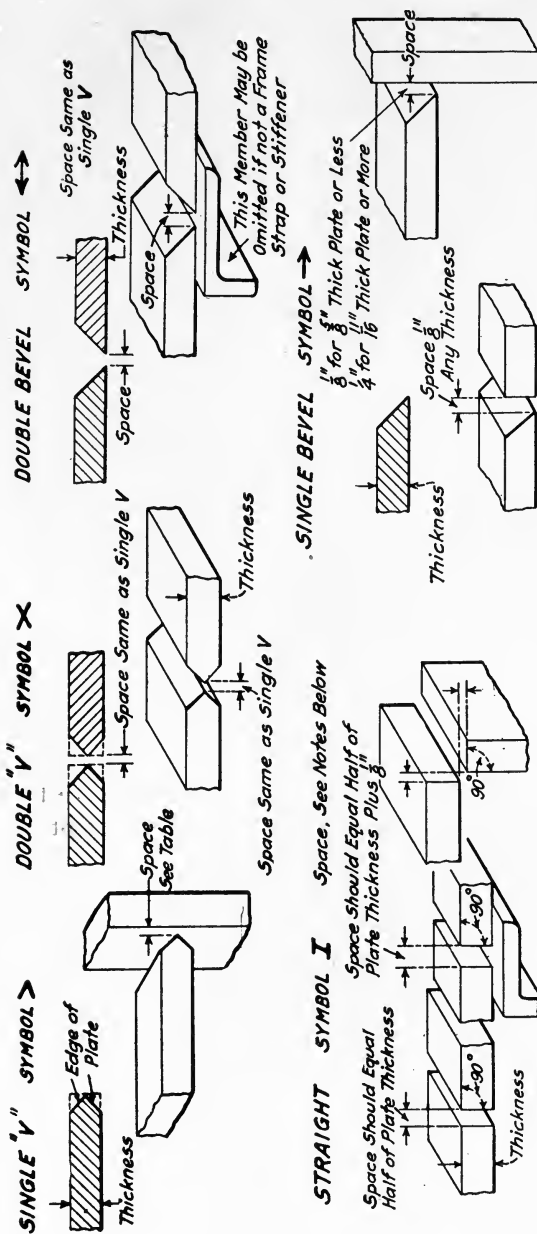 SINGLE "V" SYMBOL >
Edge of
Plate
Thickness
Space
See Table
DOUBLE "V" SYMBOL X
Space Same as Single V
Thickness
Space Same as Single V
DOUBLE BEVEL SYMBOL ↔
Space Same as
Single V
Thickness
Space
Space
This Member May be
Omitted if not a Frame
Strap or Stiffener
STRAIGHT SYMBOL I Space, See Notes Below
Space Should Equal
Half of Plate Thickness
Space Should Equal Half of
Plate Thickness Plus 1/8"
90°
90°
90°
Thickness
SINGLE BEVEL SYMBOL →
1/8" for 5/8" Thick Plate or Less
1/4" for 11/16" Thick Plate or More
Thickness
Space 1/8"
Any Thickness
Space